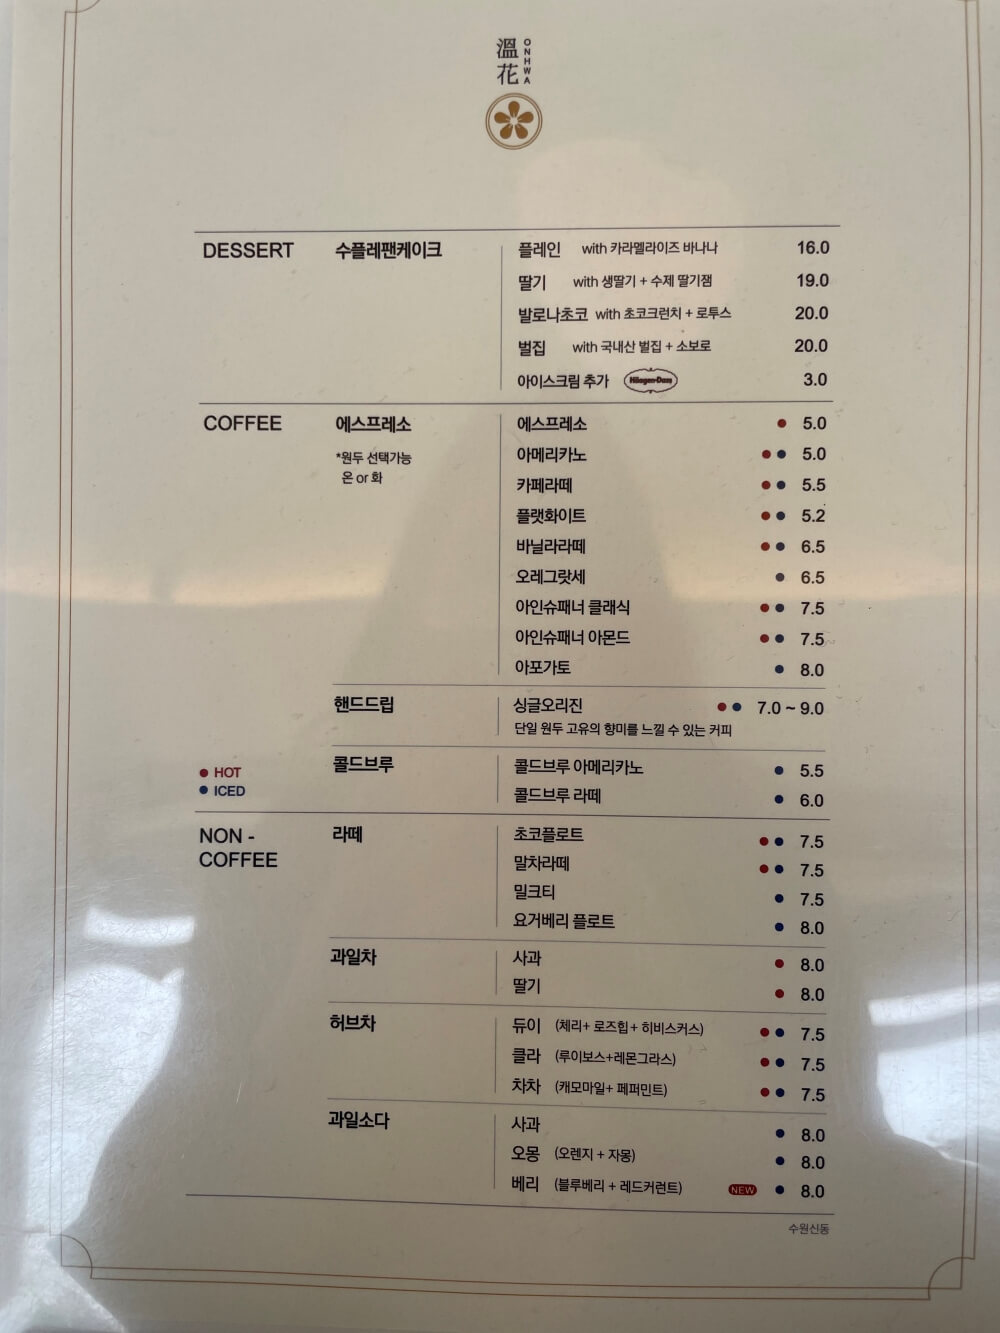 溫花 ONHWA
DESSERT 수플레팬케이크 플레인 with 카라멜라이즈 바나나 16.0
딸기 with 생딸기 + 수제 딸기잼 19.0
발로나초코 with 초코크런치 + 로투스 20.0
벌집 with 국내산 벌집 + 소보로 20.0
아이스크림 추가 Häagen-Dazs 3.0
COFFEE 에스프레소 에스프레소 5.0
*원두 선택가능 아메리카노 5.0
온 or 화 카페라떼 5.5
플랫화이트 5.2
바닐라라떼 6.5
오레그랏세 6.5
아인슈패너 클래식 7.5
아인슈패너 아몬드 7.5
아포가토 8.0
핸드드립 싱글오리진 7.0 ~ 9.0
단일 원두 고유의 향미를 느낄 수 있는 커피
콜드브루 콜드브루 아메리카노 5.5
HOT
ICED 콜드브루 라떼 6.0
NON - 라떼 초코플로트 7.5
COFFEE 말차라떼 7.5
밀크티 7.5
요거베리 플로트 8.0
과일차 사과 8.0
딸기 8.0
허브차 듀이 (체리+ 로즈힙 + 히비스커스) 7.5
클라 (루이보스+레몬그라스) 7.5
차차 (캐모마일+ 페퍼민트) 7.5
과일소다 사과 8.0
오몽 (오렌지 + 자몽) 8.0
베리 (블루베리 + 레드커런트) NEW 8.0
수원신동